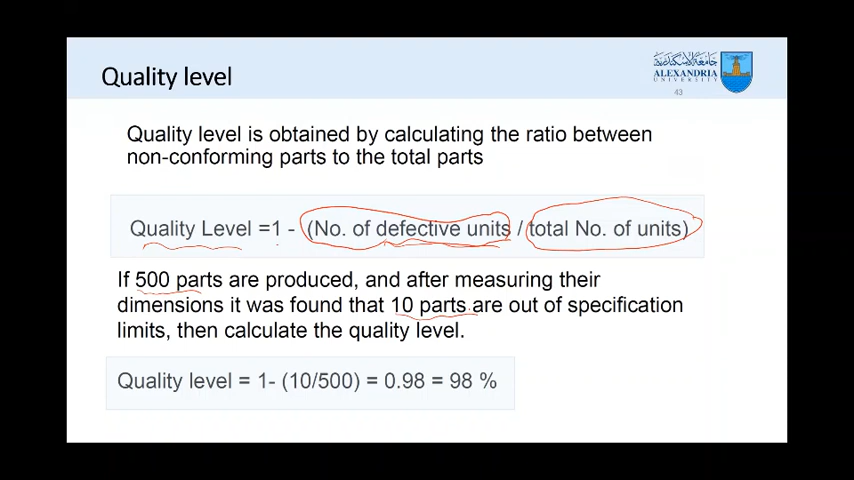 Quality level
جامعة الإسكندرية
ALEXANDRIA
UNIVERSITY
43
Quality level is obtained by calculating the ratio between
non-conforming parts to the total parts
Quality Level =1 - (No. of defective units / total No. of units)
If 500 parts are produced, and after measuring their
dimensions it was found that 10 parts are out of specification
limits, then calculate the quality level.
Quality level = 1- (10/500) = 0.98 = 98 %